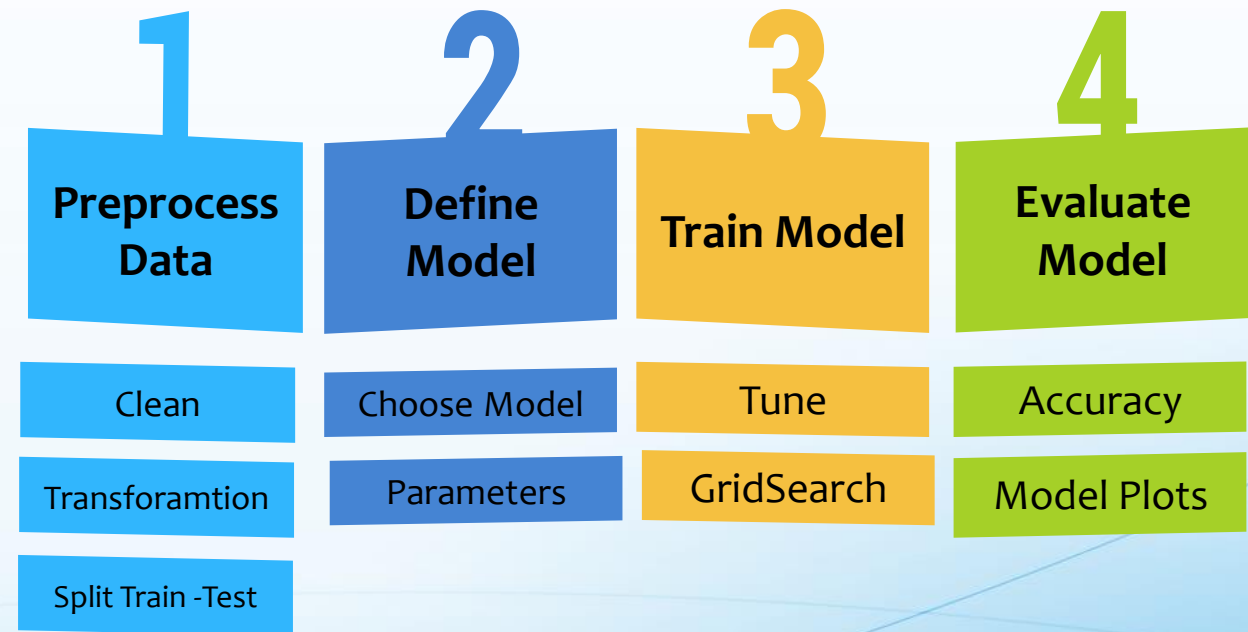 1
Preprocess
Data
Clean
Transforamtion
Split Train -Test
2
Define
Model
Choose Model
Parameters
3
Train Model
Tune
GridSearch
4
Evaluate
Model
Accuracy
Model Plots